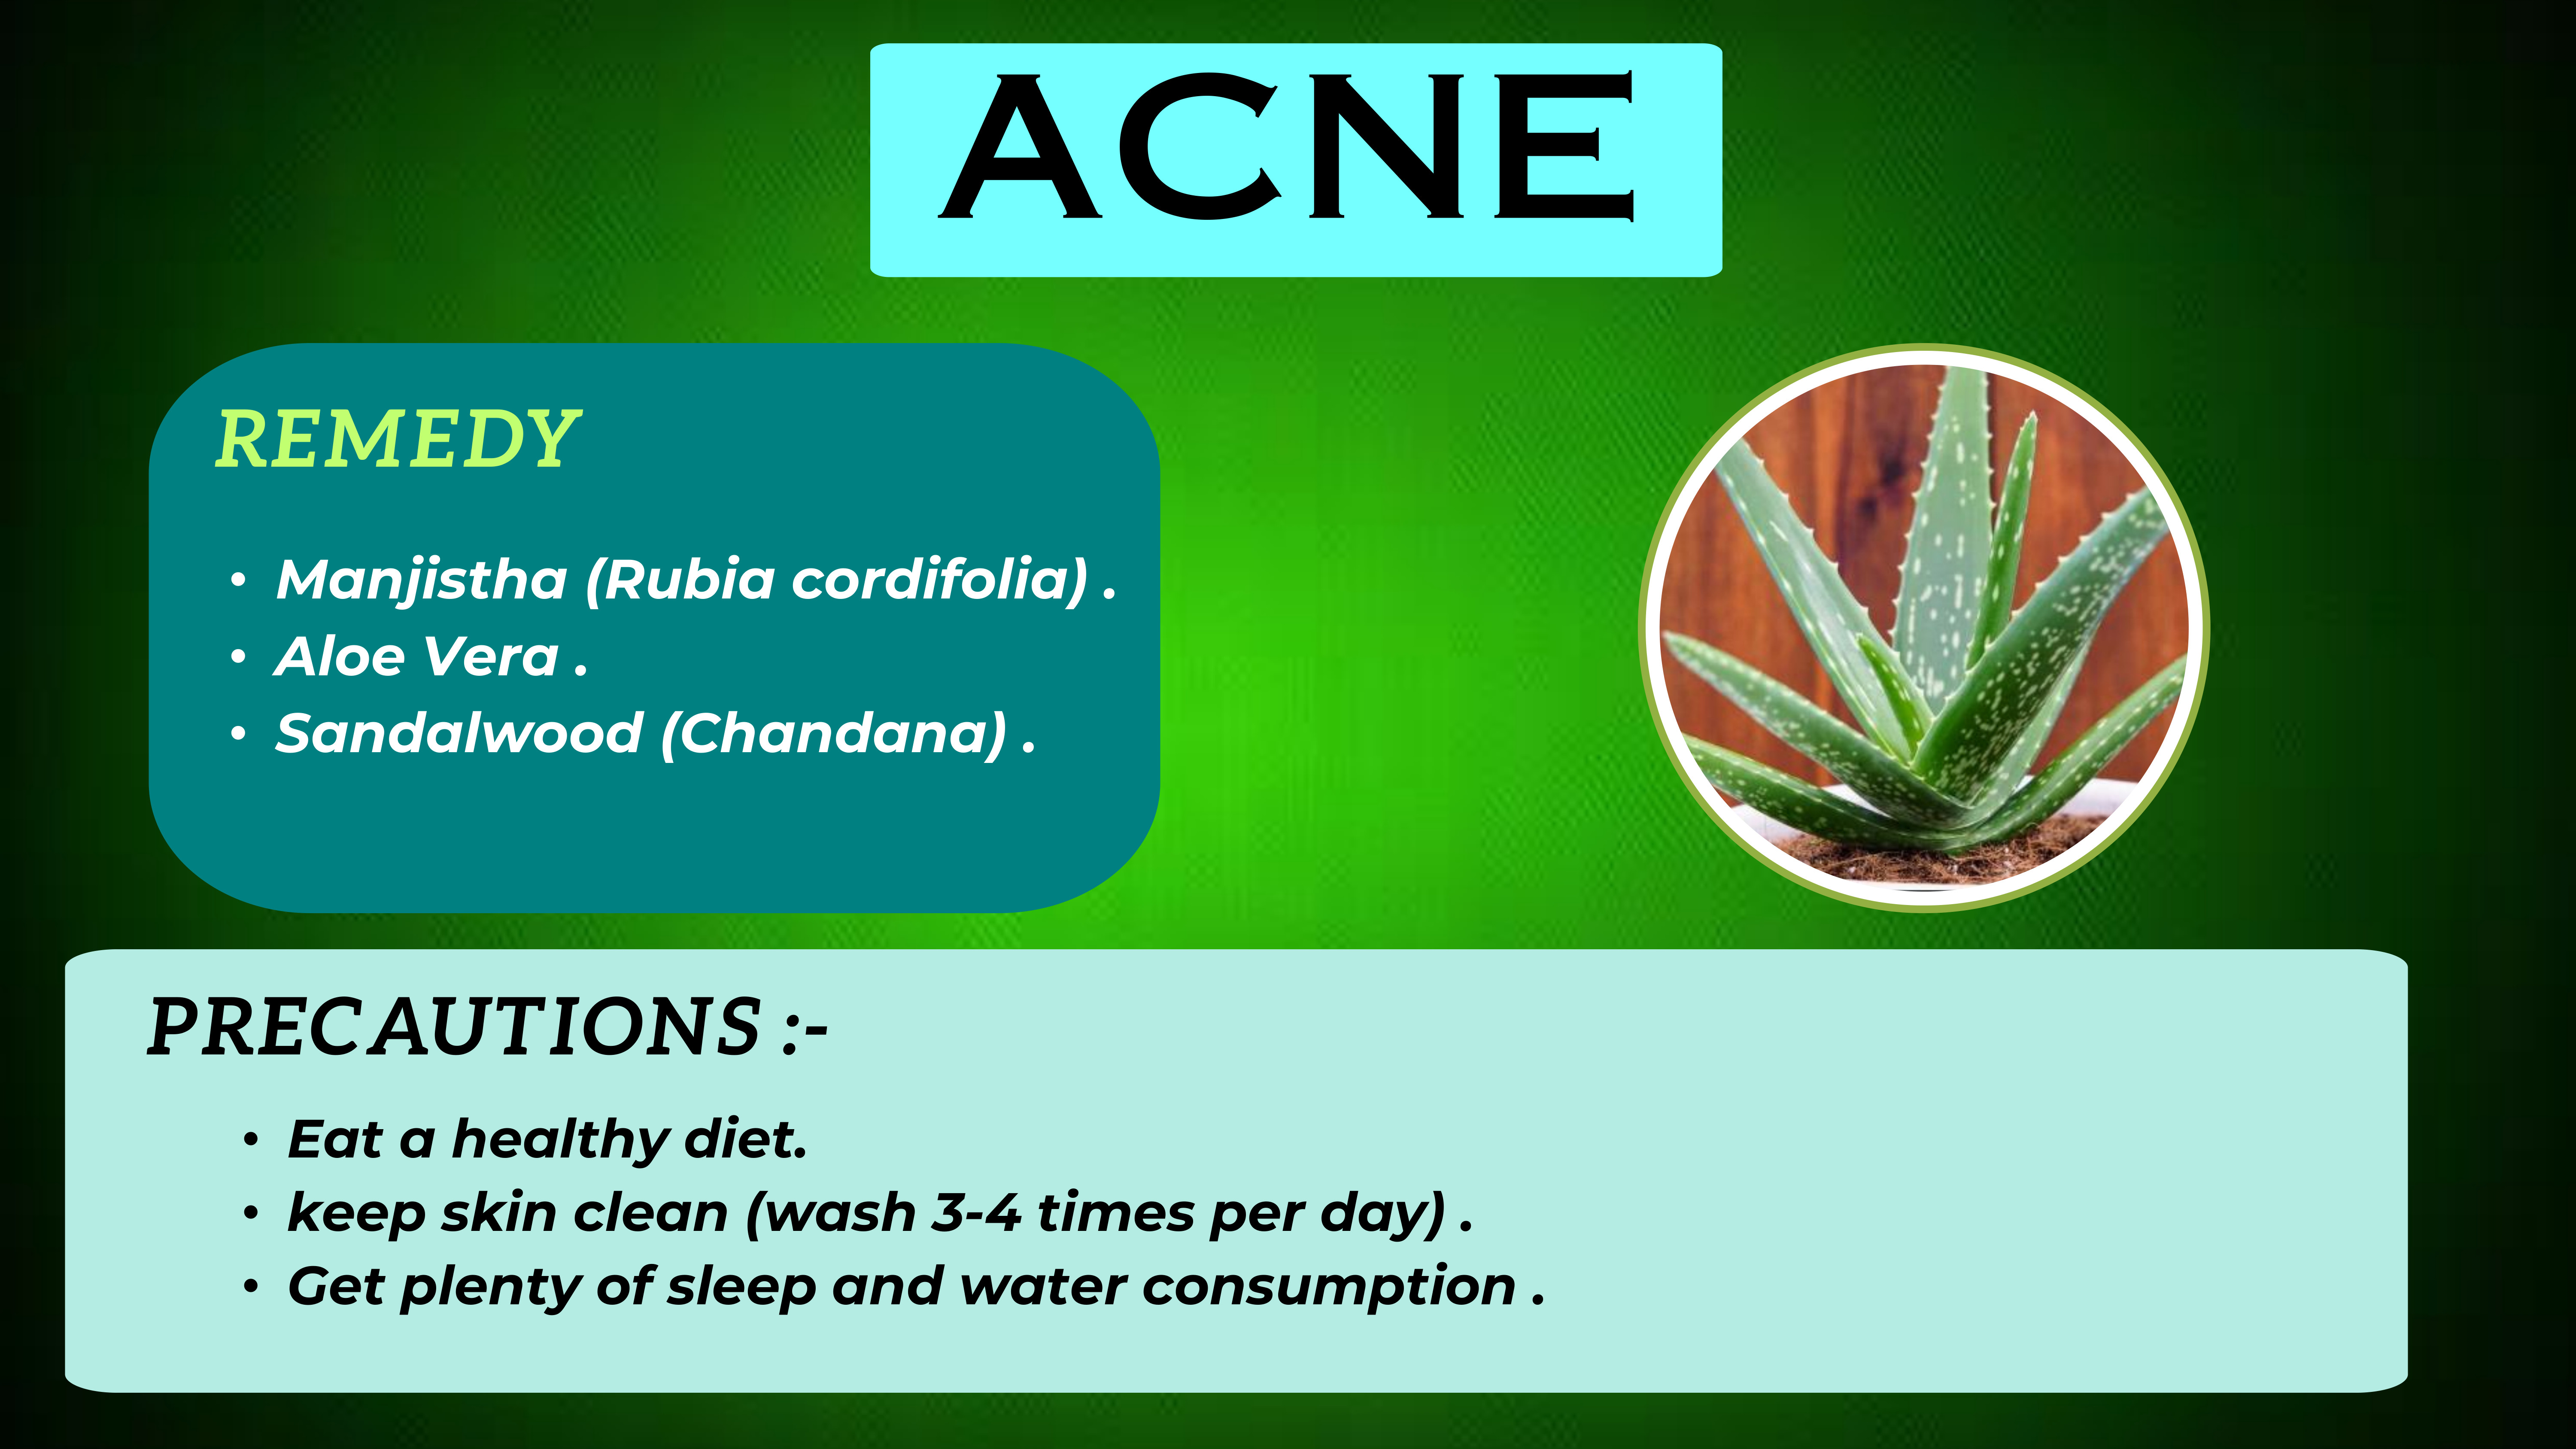 ACNE
REMEDY
• Manjistha (Rubia cordifolia) .
• Aloe Vera .
• Sandalwood (Chandana) .
PRECAUTIONS :-
• Eat a healthy diet.
• keep skin clean (wash 3-4 times per day) .
• Get plenty of sleep and water consumption .